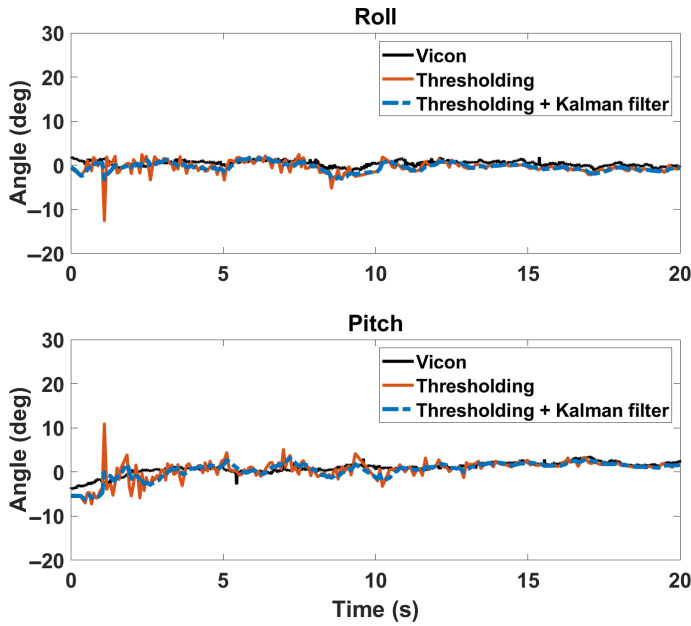 Roll
30
Vicon
20
Thresholding
Thresholding + Kalman filter
10
Angle (deg)
0
−10
−20
0 5 10 15 20
Pitch
30
Vicon
20
Thresholding
Thresholding + Kalman filter
10
Angle (deg)
0
−10
−20
0 5 10 15 20
Time (s)